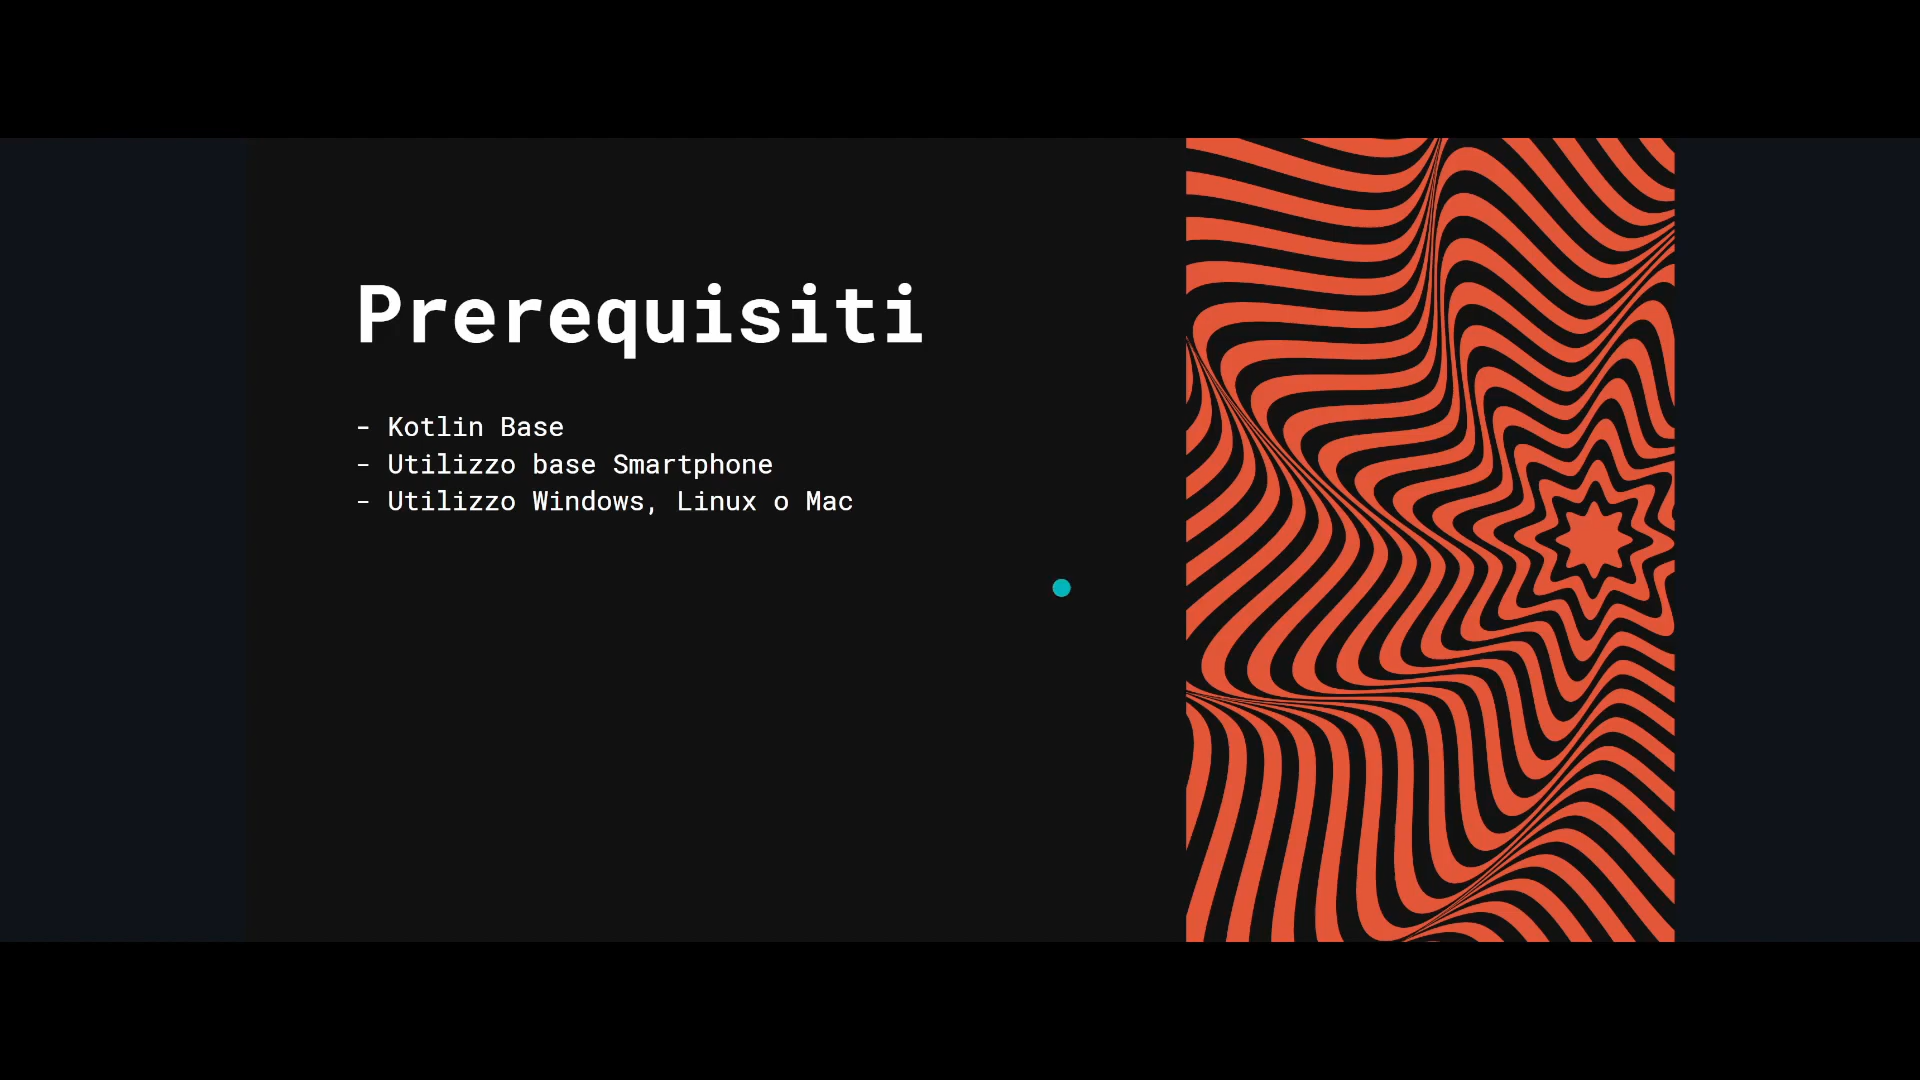 Prerequisiti
- Kotlin Base
- Utilizzo base Smartphone
- Utilizzo Windows, Linux o Mac